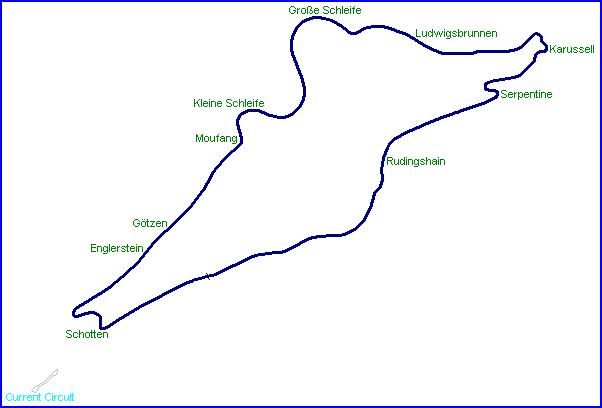 Große Schleife
Ludwigsbrunnen
Karussell
Serpentine
Kleine Schleife
Moufang
Rudingshain
Götzen
Englerstein
Schotten
Current Circuit